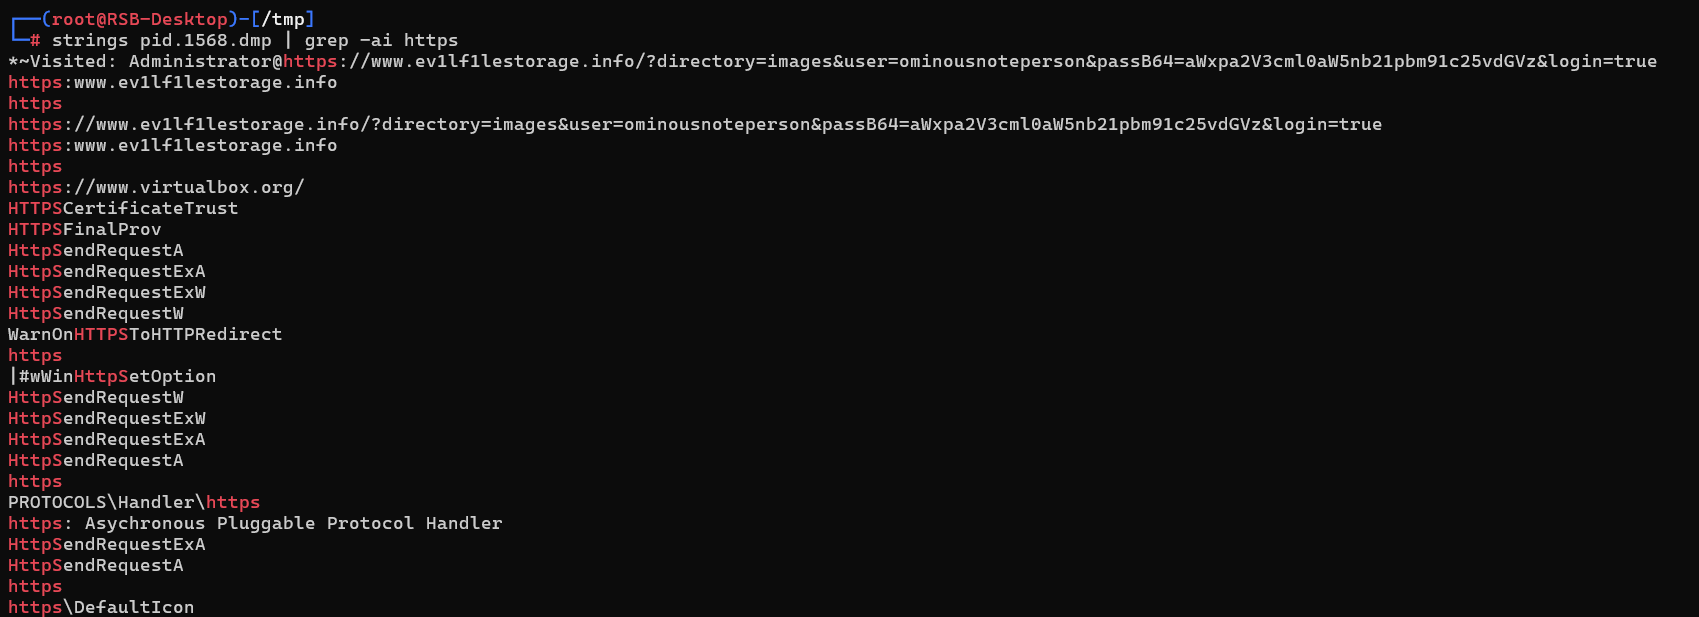 ┌──(root@RSB-Desktop)-[/tmp]
└─# strings pid.1568.dmp | grep -ai https
*~Visited: Administrator@https://www.ev1lf1lestorage.info/?directory=images&user=ominousnoteperson&passB64=aWxpa2V3cml0aW5nb21pbm91c25vdGVz&login=true
https:www.ev1lf1lestorage.info
https
https://www.ev1lf1lestorage.info/?directory=images&user=ominousnoteperson&passB64=aWxpa2V3cml0aW5nb21pbm91c25vdGVz&login=true
https:www.ev1lf1lestorage.info
https
https://www.virtualbox.org/
HTTPSCertificateTrust
HTTPSFinalProv
HttpSendRequestA
HttpSendRequestExA
HttpSendRequestExW
HttpSendRequestW
WarnOnHTTPSToHTTPRedirect
https
|#wWinHttpSetOption
HttpSendRequestW
HttpSendRequestExW
HttpSendRequestExA
HttpSendRequestA
https
PROTOCOLS\Handler\https
https: Asychronous Pluggable Protocol Handler
HttpSendRequestExA
HttpSendRequestA
https
https\DefaultIcon